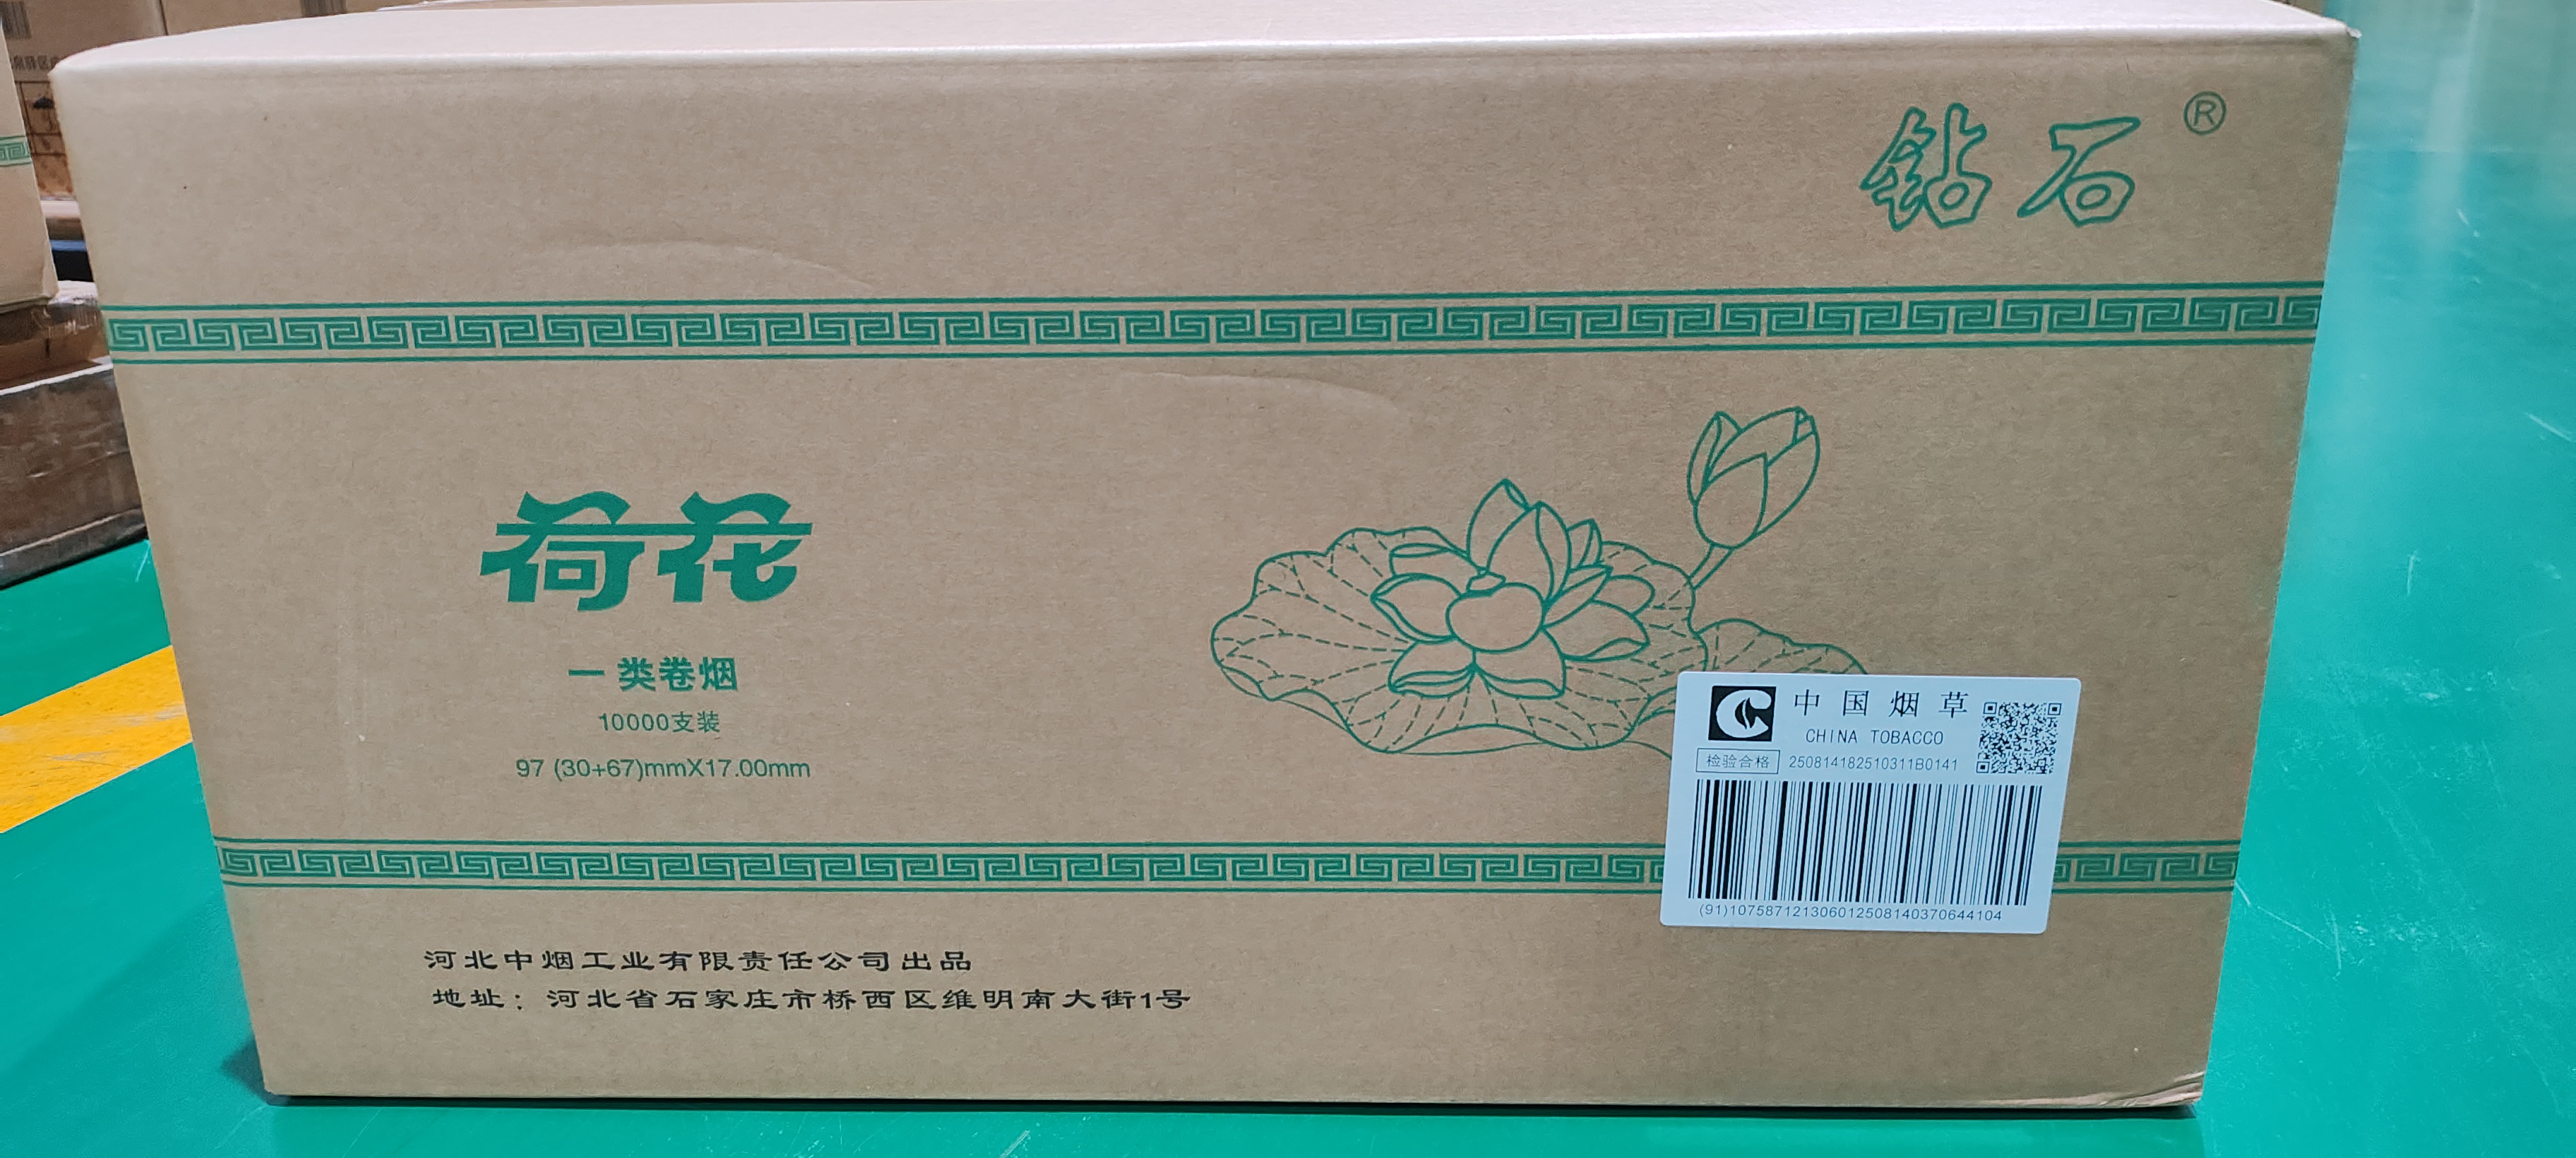 钻石®
荷花
一类卷烟
10000支装
97 (30+67)mmX17.00mm
中国烟草
CHINA TOBACCO
检验合格 250814182510311B0141
(91)107587121306012508140370644104
河北中烟工业有限责任公司出品
地址：河北省石家庄市桥西区维明南大街1号